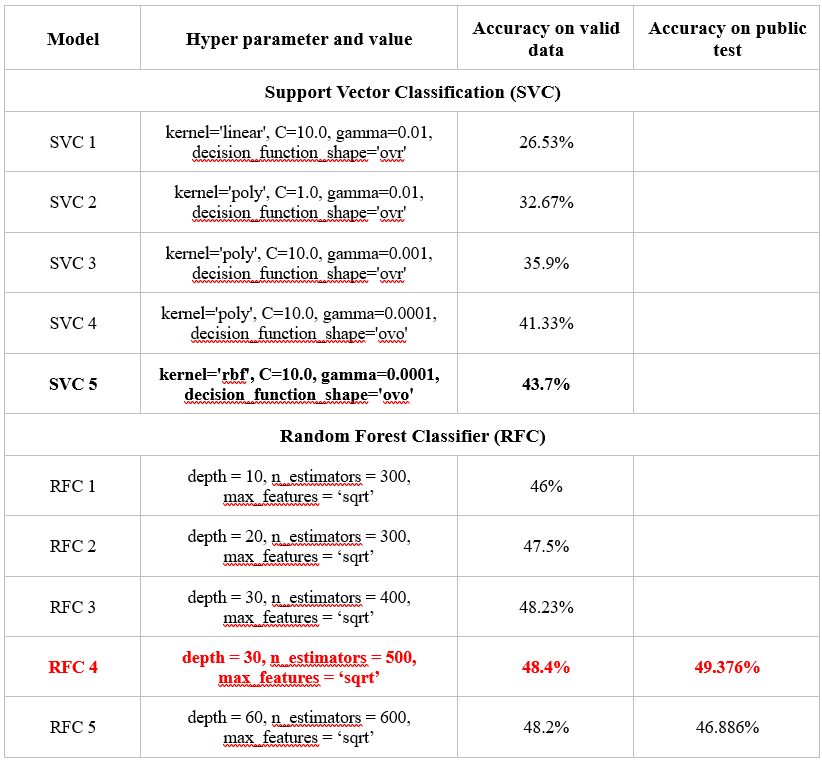 Model
Hyper parameter and value
Accuracy on valid
data
Accuracy on public
test
Support Vector Classification (SVC)
SVC 1
kernel='linear', C=10.0, gamma=0.01,
decision_function_shape='ovr'
26.53%
SVC 2
kernel='poly', C=1.0, gamma=0.01,
decision_function_shape='ovr'
32.67%
SVC 3
kernel='poly', C=10.0, gamma=0.001,
decision_function_shape='ovr'
35.9%
SVC 4
kernel='poly', C=10.0, gamma=0.0001,
decision_function_shape='ovo'
41.33%
SVC 5
kernel='rbf', C=10.0, gamma=0.0001,
decision_function_shape='ovo'
43.7%
Random Forest Classifier (RFC)
RFC 1
depth = 10, n_estimators = 300,
max_features = ‘sqrt’
46%
RFC 2
depth = 20, n_estimators = 300,
max_features = ‘sqrt’
47.5%
RFC 3
depth = 30, n_estimators = 400,
max_features = ‘sqrt’
48.23%
RFC 4
depth = 30, n_estimators = 500,
max_features = ‘sqrt’
48.4%
49.376%
RFC 5
depth = 60, n_estimators = 600,
max_features = ‘sqrt’
48.2%
46.886%